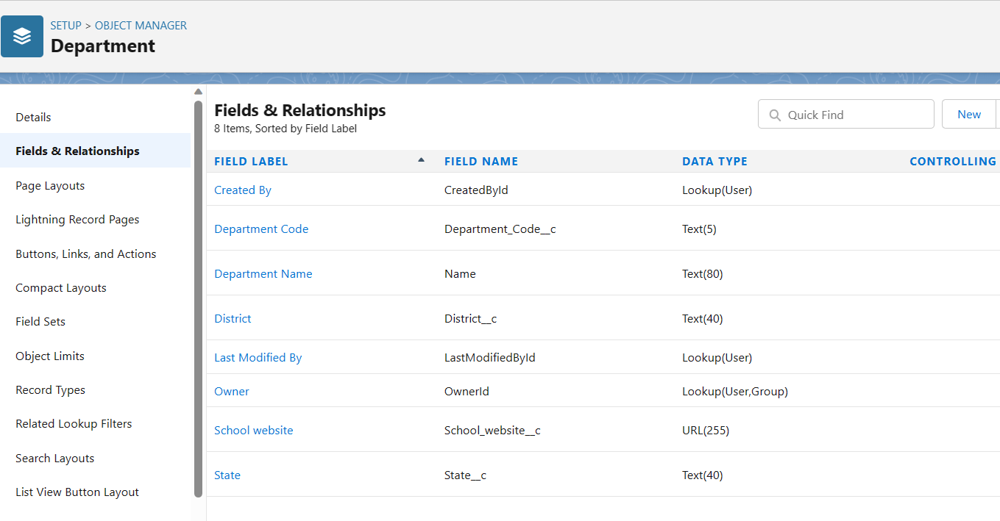 SETUP > OBJECT MANAGER
Department
Details
Fields & Relationships
Page Layouts
Lightning Record Pages
Buttons, Links, and Actions
Compact Layouts
Field Sets
Object Limits
Record Types
Related Lookup Filters
Search Layouts
List View Button Layout
Fields & Relationships
8 Items, Sorted by Field Label
Quick Find
New
FIELD LABEL FIELD NAME DATA TYPE CONTROLLING
Created By CreatedById Lookup(User)
Department Code Department_Code__c Text(5)
Department Name Name Text(80)
District District__c Text(40)
Last Modified By LastModifiedById Lookup(User)
Owner OwnerId Lookup(User,Group)
School website School_website__c URL(255)
State State__c Text(40)